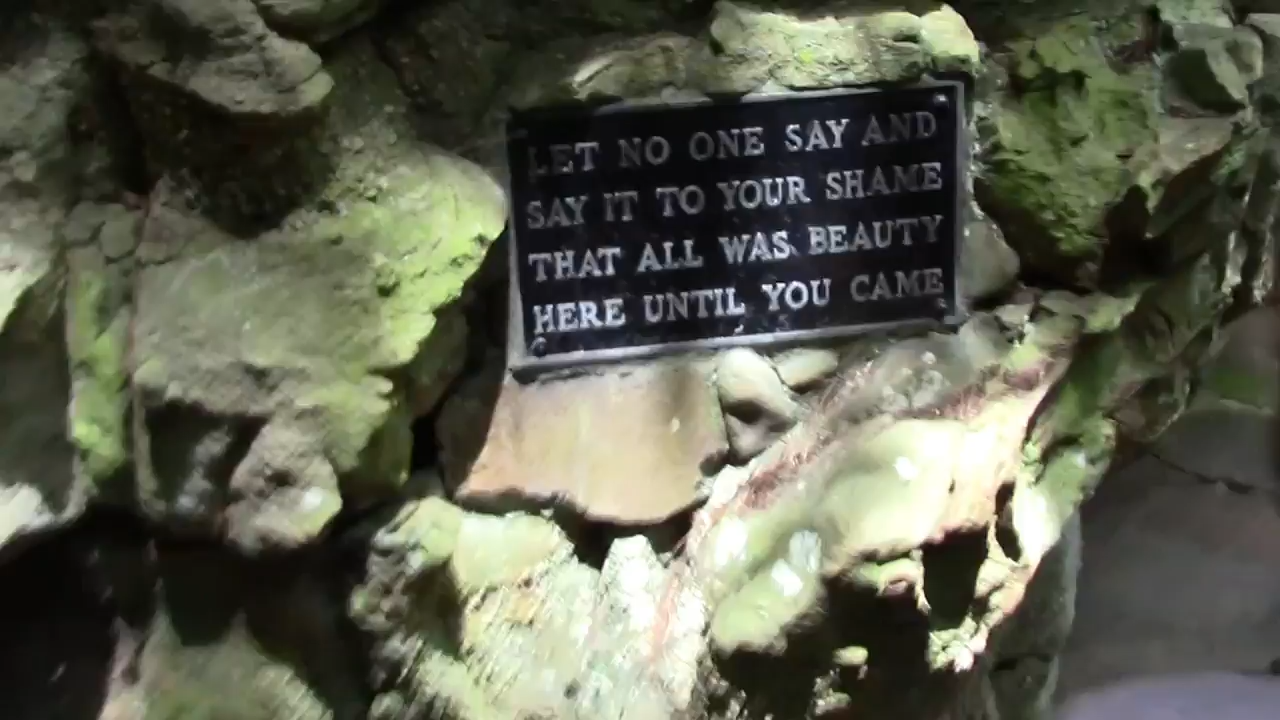 LET NO ONE SAY AND
SAY IT TO YOUR SHAME
THAT ALL WAS BEAUTY
HERE UNTIL YOU CAME